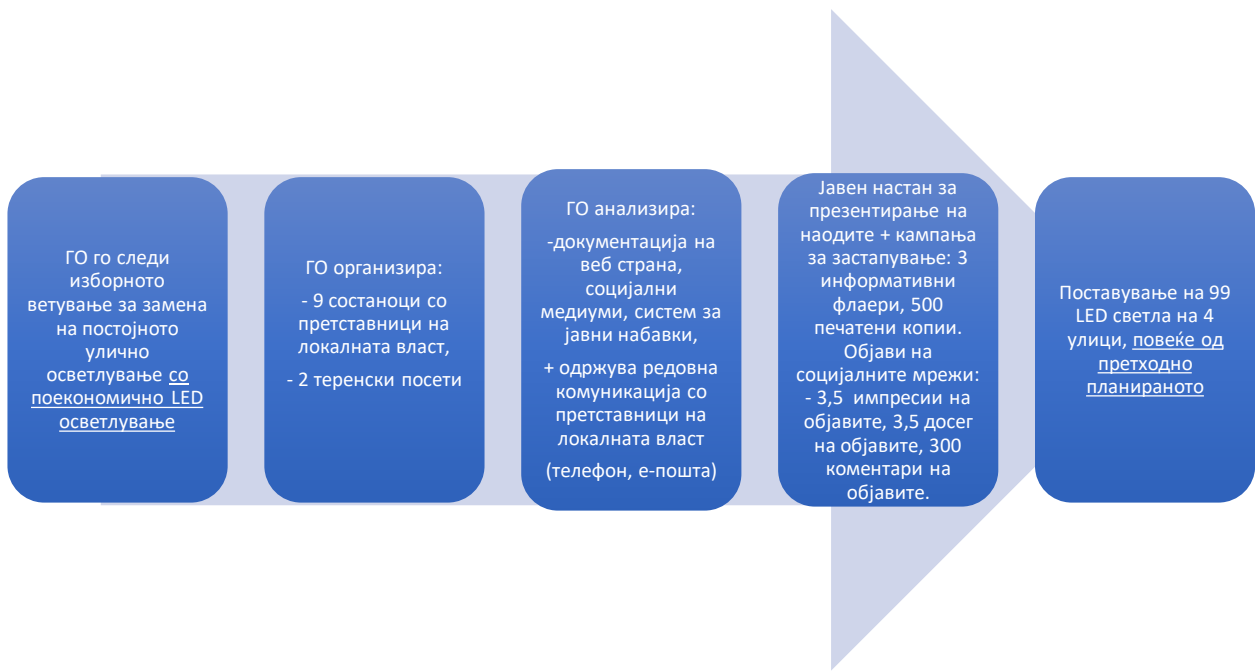 ГО го следи
изборното
ветување за замена
на постојното
улично
осветлување со
поекономично LED
осветлување
ГО организира:
- 9 состаноци со
претставници на
локалната власт,
- 2 теренски посети
ГО анализира:
-документација на
веб страна,
социјални
медиуми, систем за
јавни набавки,
+ одржува редовна
комуникација со
претставници на
локалната власт
(телефон, е-пошта)
Јавен настан за
презентирање на
наодите + кампања
за застапување: 3
информативни
флаери, 500
печатени копии.
Објави на
социјалните мрежи:
- 3,5  импресии на
објавите, 3,5 досег
на објавите, 300
коментари на
објавите.
Поставување на 99
LED светла на 4
улици, повеќе од
претходно
планираното